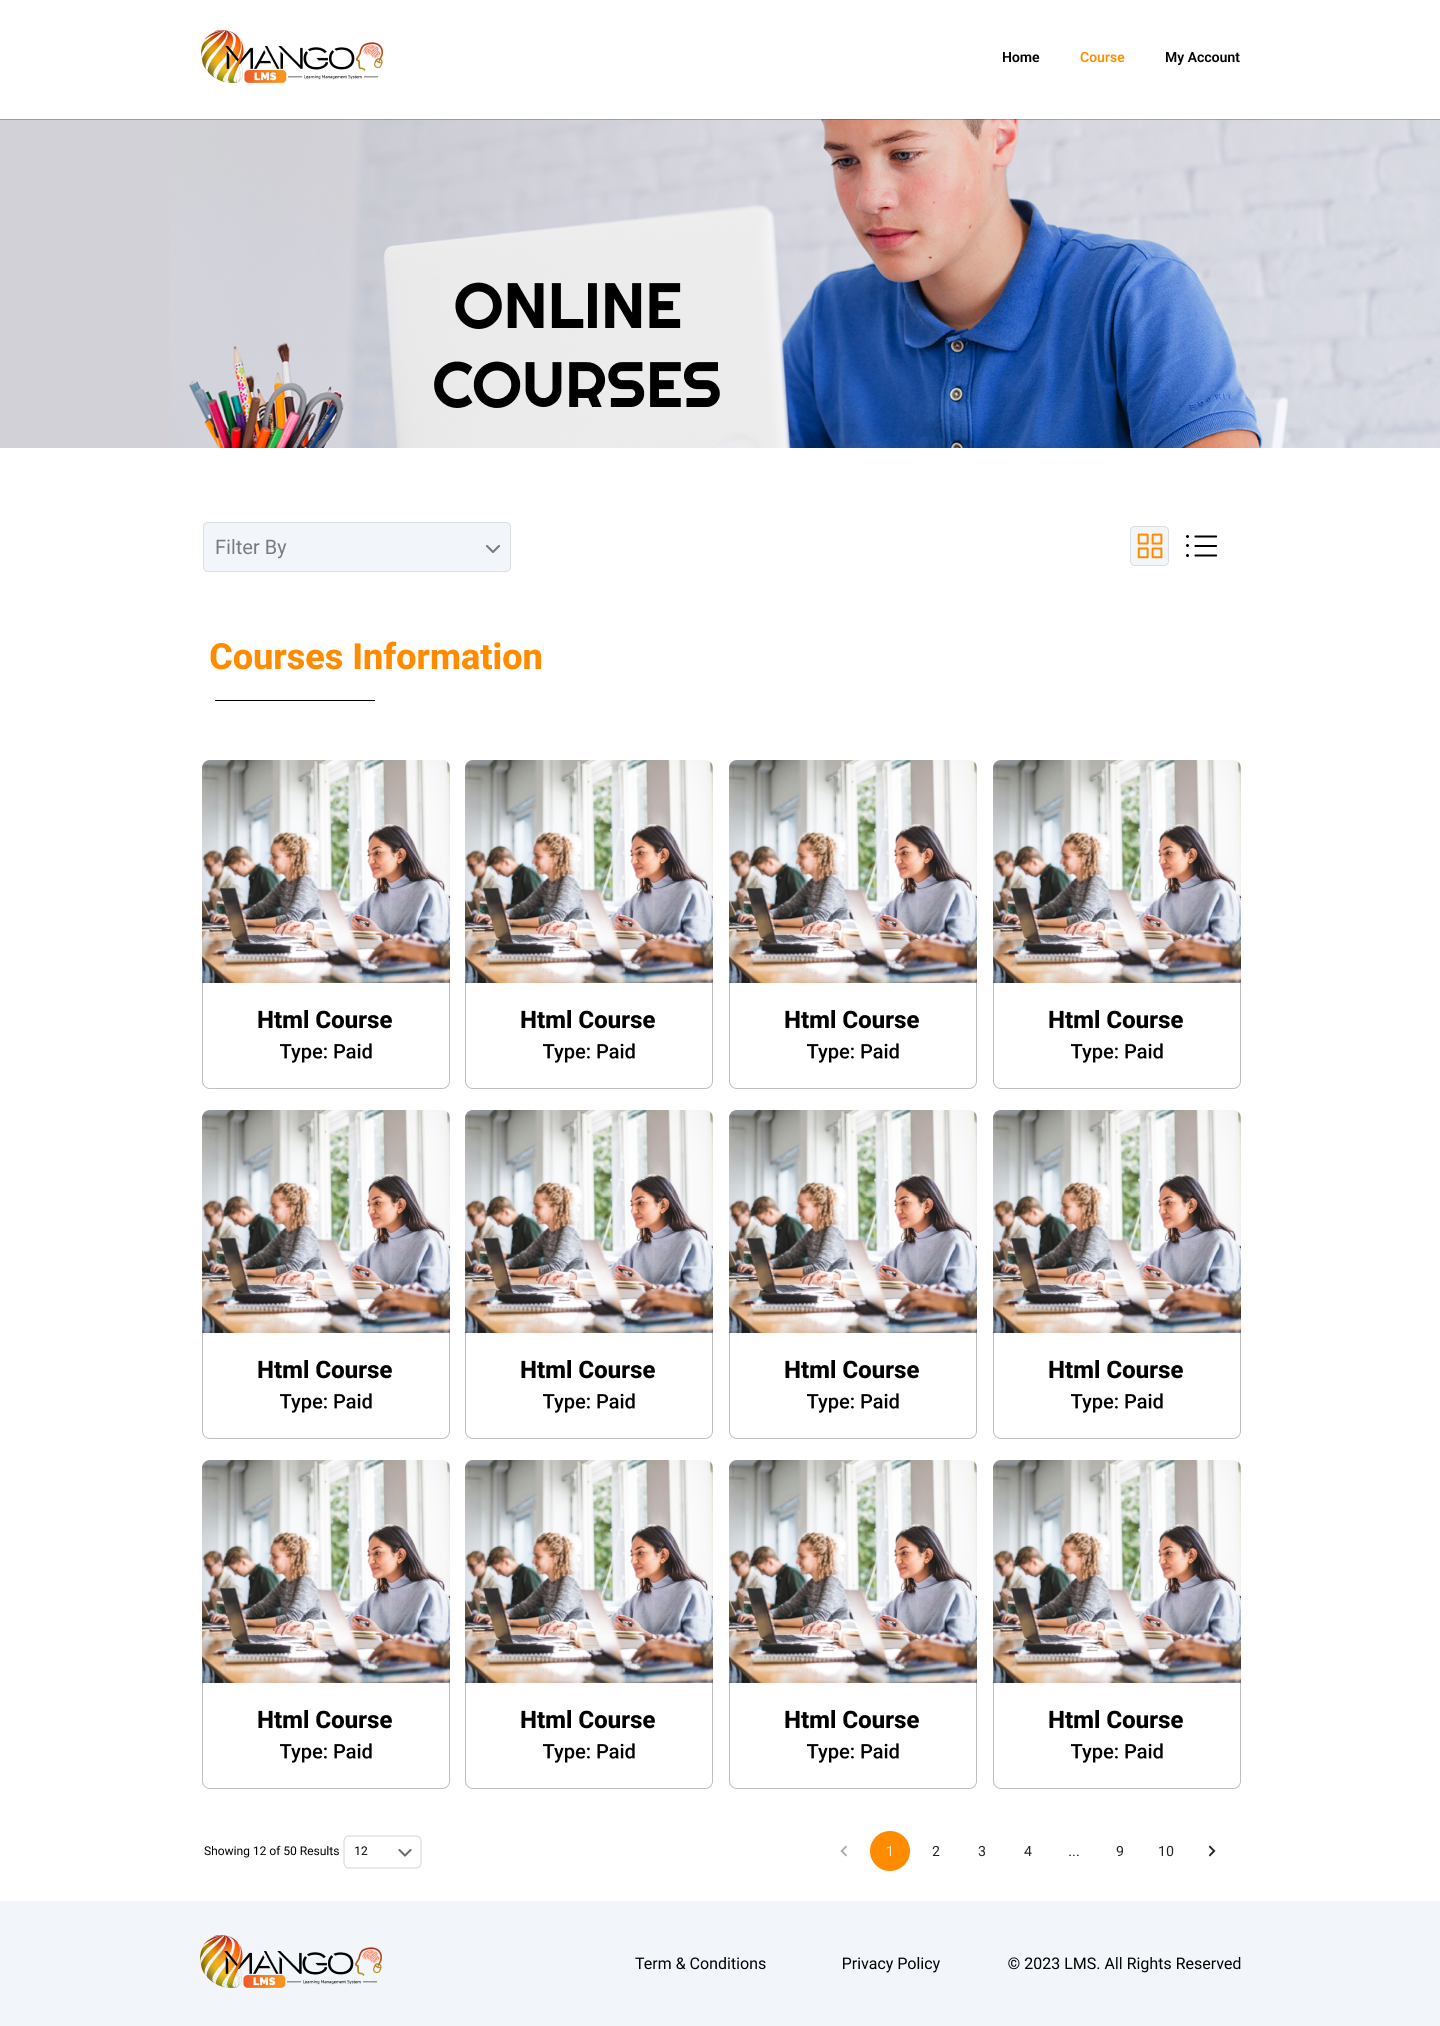 MANGO
LMS
Learning Management System
Home
Course
My Account
ONLINE
COURSES
Filter By
Courses Information
Html Course
Type: Paid
Html Course
Type: Paid
Html Course
Type: Paid
Html Course
Type: Paid
Html Course
Type: Paid
Html Course
Type: Paid
Html Course
Type: Paid
Html Course
Type: Paid
Html Course
Type: Paid
Html Course
Type: Paid
Html Course
Type: Paid
Html Course
Type: Paid
Showing 12 of 50 Results 12
1 2 3 4 ... 9 10
MANGO
LMS
Learning Management System
Term & Conditions
Privacy Policy
© 2023 LMS. All Rights Reserved